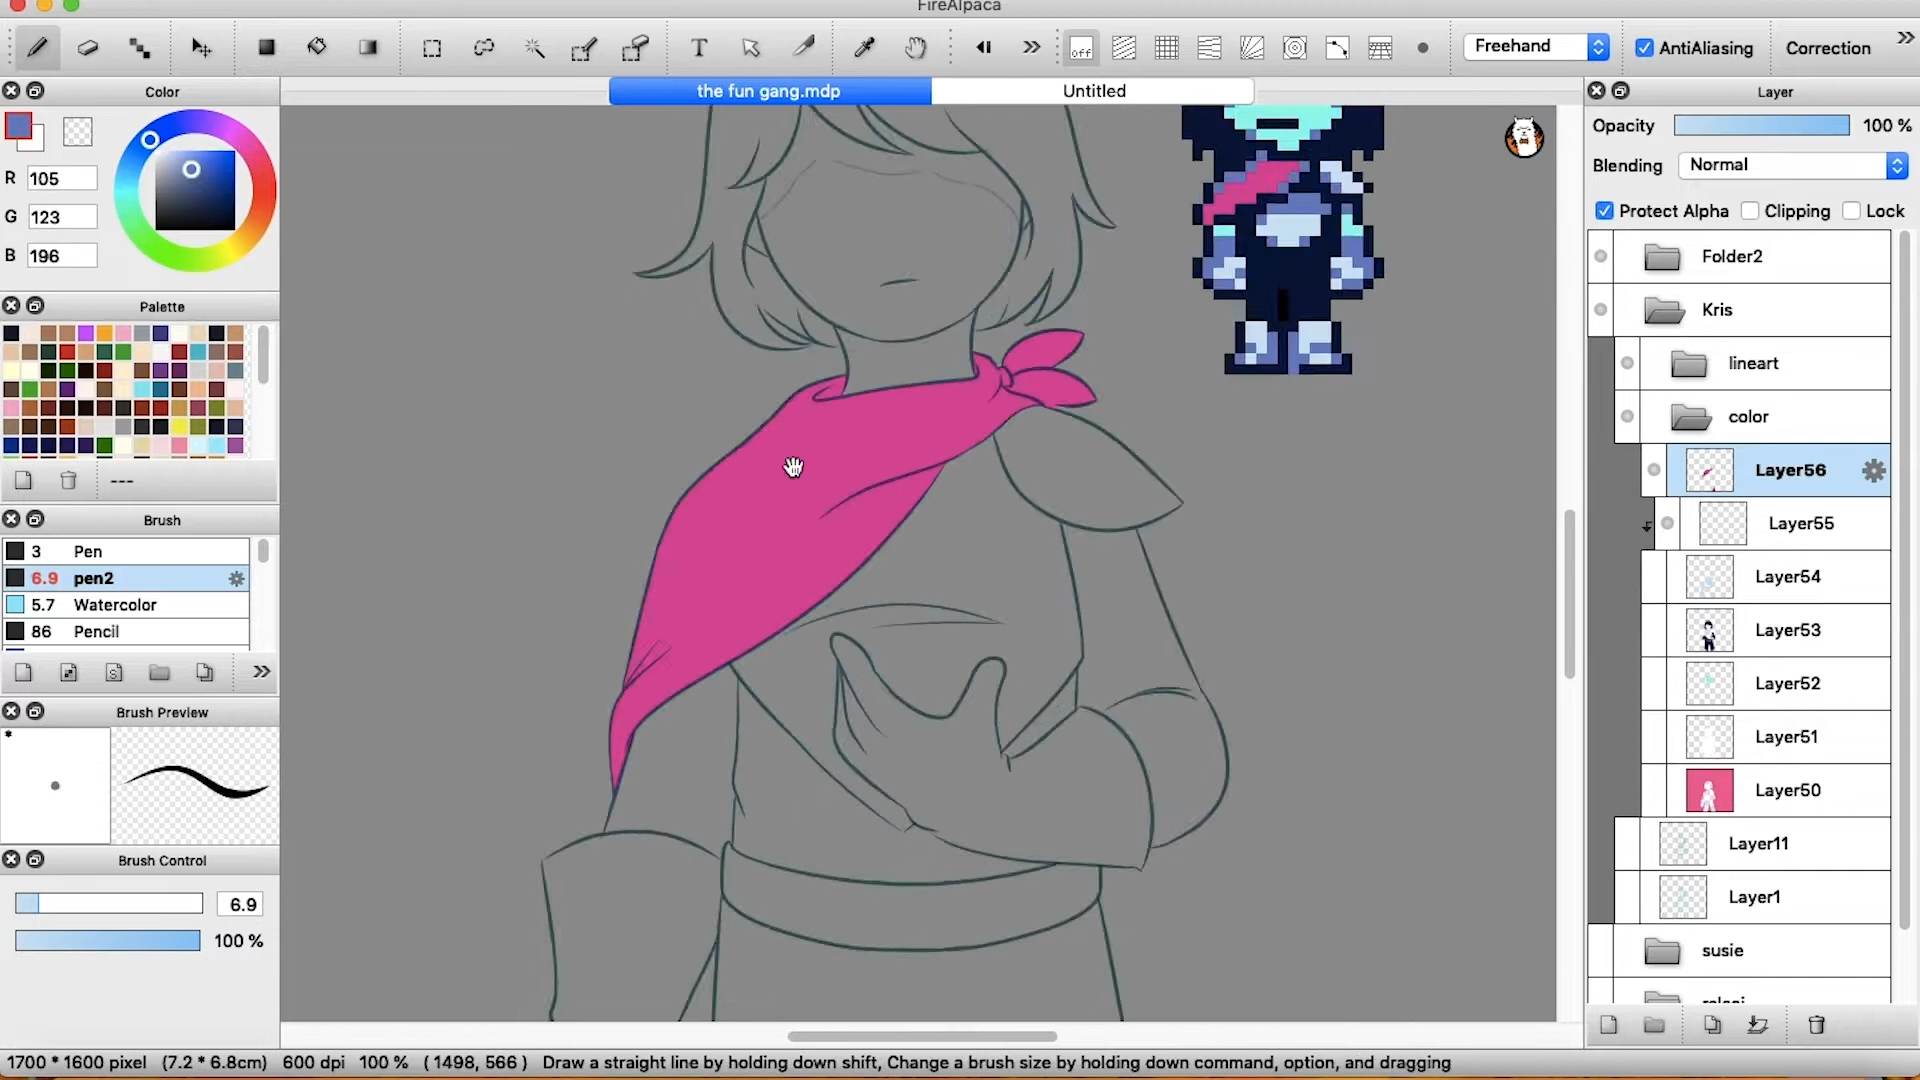 FireAlpaca
T
off
Freehand
AntiAliasing
Correction
Color
the fun gang.mdp
Untitled
Layer
R 105
G 123
B 196
Opacity 100 %
Blending Normal
Protect Alpha Clipping Lock
Palette
---
Folder2
Kris
lineart
color
Layer56
Layer55
Layer54
Layer53
Layer52
Layer51
Layer50
Layer11
Layer1
susie
Brush
3 Pen
6.9 pen2
5.7 Watercolor
86 Pencil
Brush Preview
Brush Control
6.9
100 %
1700 * 1600 pixel (7.2 * 6.8cm) 600 dpi 100 % ( 1498, 566 ) Draw a straight line by holding down shift, Change a brush size by holding down command, option, and dragging